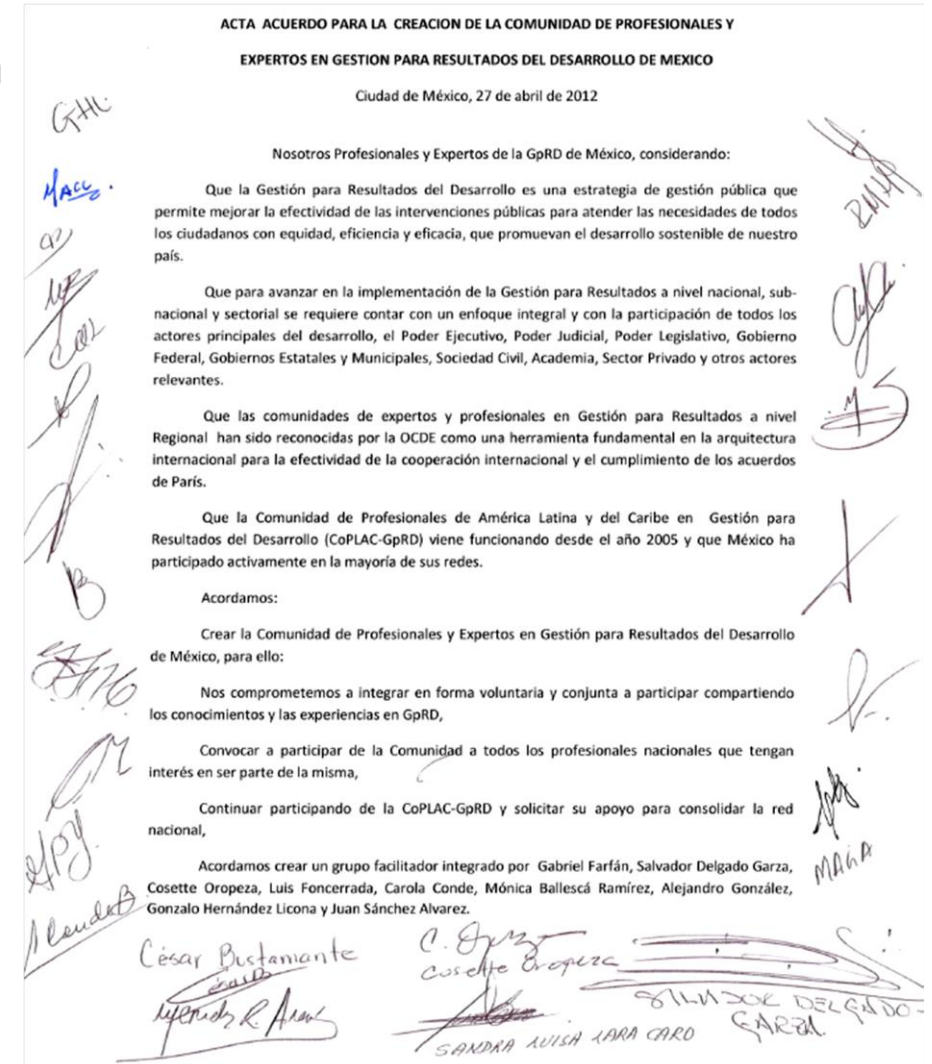 ACTA ACUERDO PARA LA CREACION DE LA COMUNIDAD DE PROFESIONALES Y
EXPERTOS EN GESTION PARA RESULTADOS DEL DESARROLLO DE MEXICO
Ciudad de México, 27 de abril de 2012
GHL
Nosotros Profesionales y Expertos de la GpRD de México, considerando:
MACC.
RMM
Que la Gestión para Resultados del Desarrollo es una estrategia de gestión pública que
permite mejorar la efectividad de las intervenciones públicas para atender las necesidades de todos
los ciudadanos con equidad, eficiencia y eficacia, que promuevan el desarrollo sostenible de nuestro
país.
Que para avanzar en la implementación de la Gestión para Resultados a nivel nacional, sub-
nacional y sectorial se requiere contar con un enfoque integral y con la participación de todos los
actores principales del desarrollo, el Poder Ejecutivo, Poder Judicial, Poder Legislativo, Gobierno
Federal, Gobiernos Estatales y Municipales, Sociedad Civil, Academia, Sector Privado y otros actores
relevantes.
Que las comunidades de expertos y profesionales en Gestión para Resultados a nivel
Regional han sido reconocidas por la OCDE como una herramienta fundamental en la arquitectura
internacional para la efectividad de la cooperación internacional y el cumplimiento de los acuerdos
de París.
Que la Comunidad de Profesionales de América Latina y del Caribe en Gestión para
Resultados del Desarrollo (CoPLAC-GpRD) viene funcionando desde el año 2005 y que México ha
participado activamente en la mayoría de sus redes.
Acordamos:
Crear la Comunidad de Profesionales y Expertos en Gestión para Resultados del Desarrollo
de México, para ello:
Nos comprometemos a integrar en forma voluntaria y conjunta a participar compartiendo
los conocimientos y las experiencias en GpRD,
Convocar a participar de la Comunidad a todos los profesionales nacionales que tengan
interés en ser parte de la misma,
Continuar participando de la CoPLAC-GpRD y solicitar su apoyo para consolidar la red
nacional,
MAGA
Acordamos crear un grupo facilitador integrado por Gabriel Farfán, Salvador Delgado Garza,
Cosette Oropeza, Luis Foncerrada, Carola Conde, Mónica Ballescá Ramírez, Alejandro González,
Gonzalo Hernández Licona y Juan Sánchez Alvarez.
César Bustamante
Cosette Oropeza
SALVADOR DELGADO
GARZA.
SANDRA LUISA LARA CARO